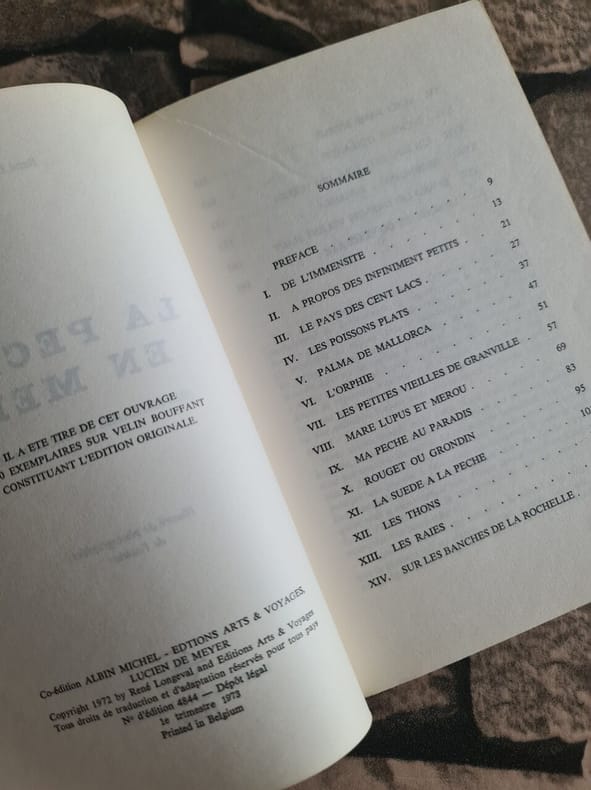 IL A ETE TIRE DE CET OUVRAGE
0 EXEMPLAIRES SUR VELIN BOUFFANT
CONSTITUANT L'EDITION ORIGINALE.
Co-édition ALBIN MICHEL - EDTIONS ARTS & VOYAGES,
LUCIEN DE MEYER
Copyright 1972 by René Longeval and Editions Arts & Voyages
Tous droits de traduction et d'adaptation réservés pour tous pays
N° d'édition 4844 — Dépôt légal
1e trimestre 1973
Printed in Belgium
SOMMAIRE
PREFACE . . . . . . . . 9
I. DE L'IMMENSITE . . . . . . . 13
II. A PROPOS DES INFINIMENT PETITS . . 21
III. LE PAYS DES CENT LACS . . . . . 27
IV. LES POISSONS PLATS . . . . . . 37
V. PALMA DE MALLORCA . . . . . 47
VI. L'ORPHIE . . . . . . . . 51
VII. LES PETITES VIEILLES DE GRANVILLE . . 57
VIII. MARE LUPUS ET MEROU . . . . . 69
IX. MA PECHE AU PARADIS . . . . . 83
X. ROUGET OU GRONDIN . . . . . 95
XI. LA SUEDE A LA PECHE . . . . .
XII. LES THONS . . . . . . .
XIII. LES RAIES . . . . . . .
XIV. SUR LES BANCHES DE LA ROCHELLE .